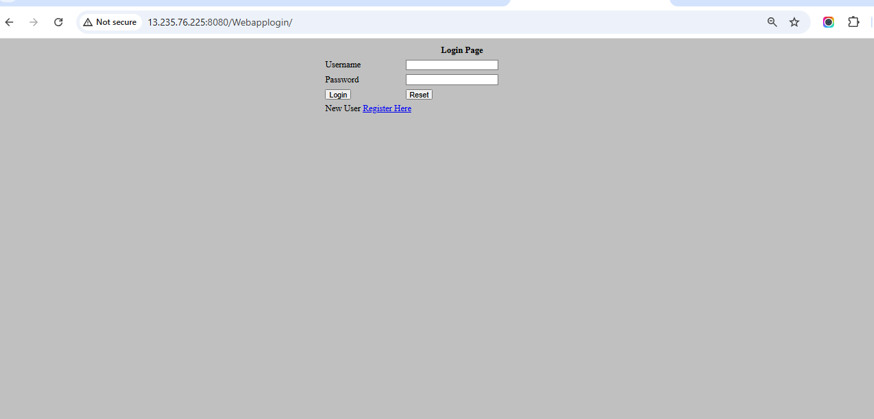 Not secure 13.235.76.225:8080/Webapplogin/
Login Page
Username
Password
Login Reset
New User Register Here